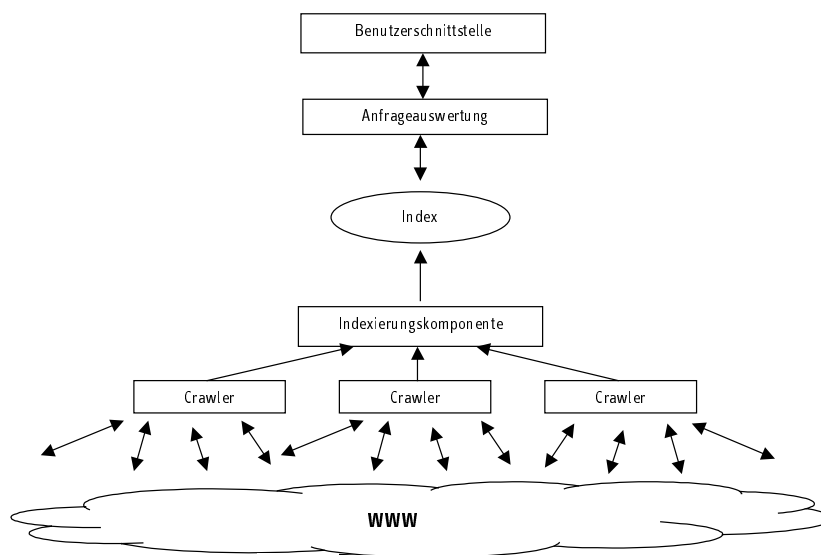 Benutzerschnittstelle
Anfrageauswertung
Index
Indexierungskomponente
Crawler
Crawler
Crawler
WWW